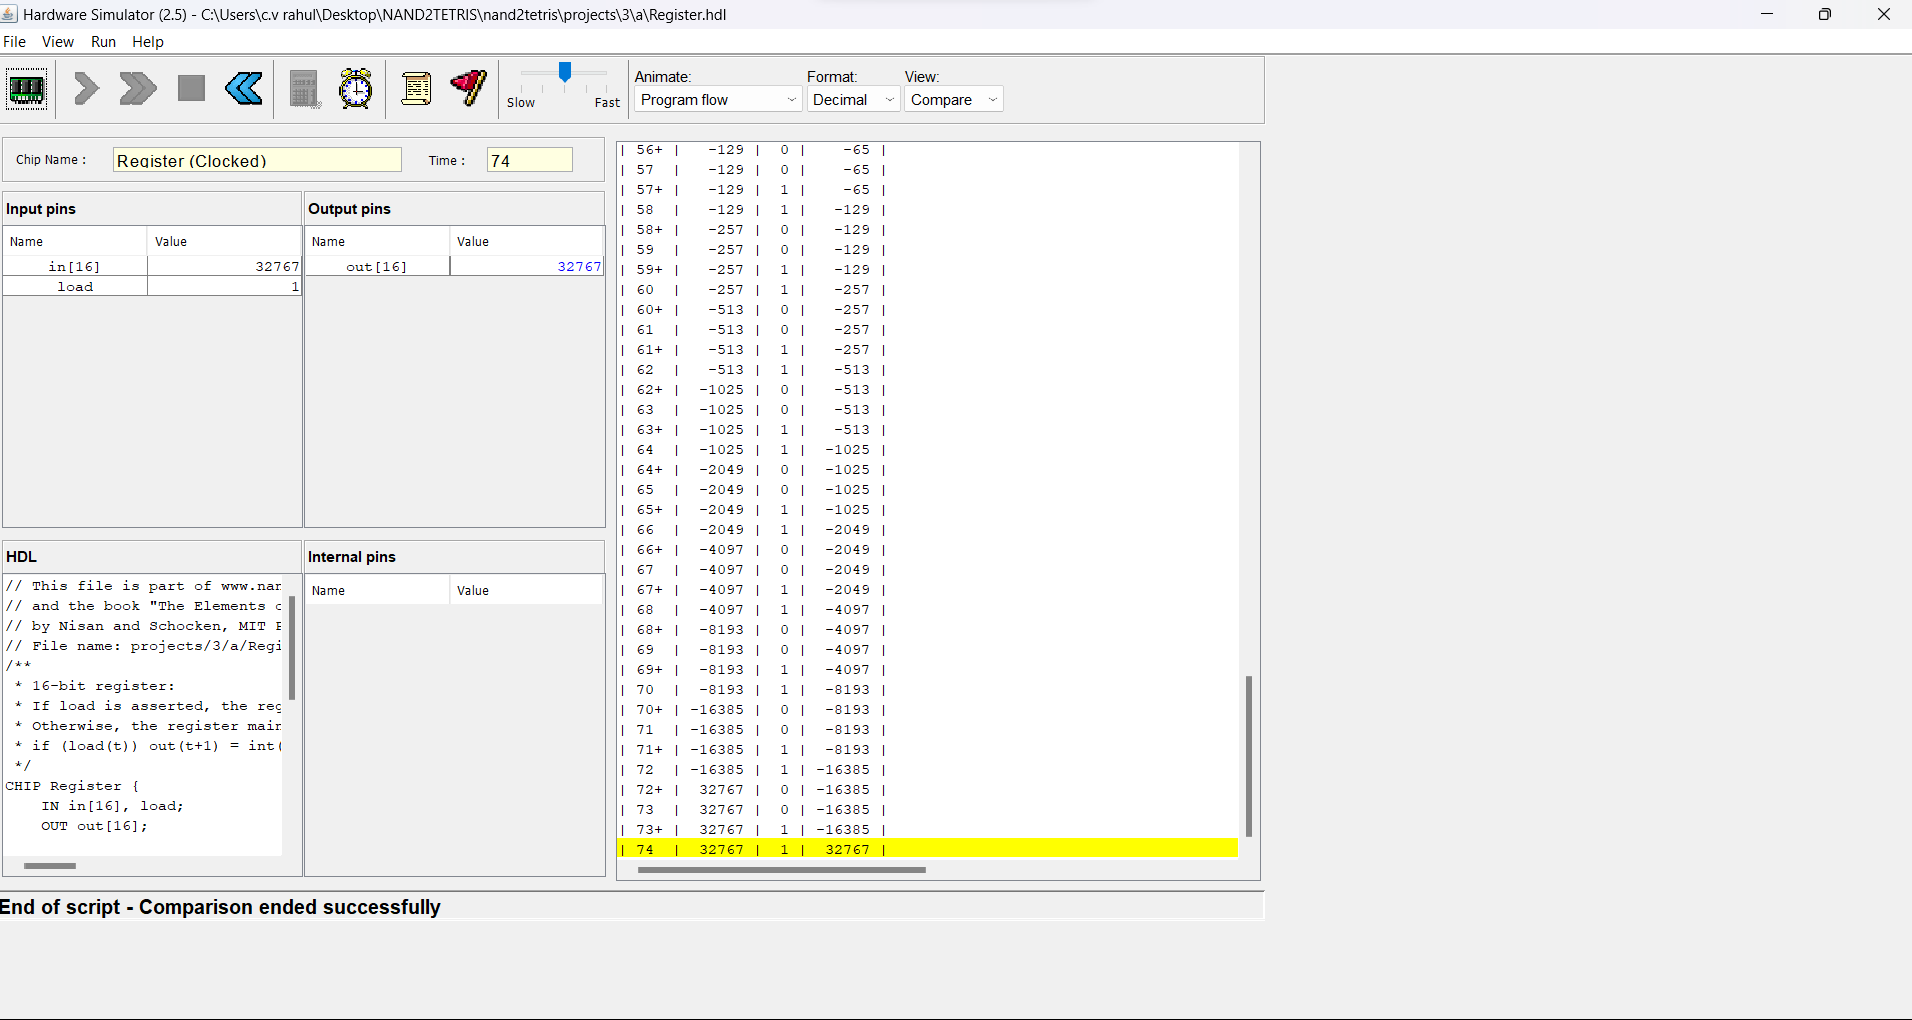 Hardware Simulator (2.5) - C:\Users\c.v rahul\Desktop\NAND2TETRIS\nand2tetris\projects\3\a\Register.hdl
File View Run Help
Slow Fast
Animate: Format: View:
Program flow Decimal Compare
Chip Name : Register (Clocked) Time : 74
Input pins
Name Value
in[16] 32767
load 1
Output pins
Name Value
out[16] 32767
HDL
// This file is part of www.nan
// and the book "The Elements o
// by Nisan and Schocken, MIT P
// File name: projects/3/a/Regi
/**
* 16-bit register:
* If load is asserted, the reg
* Otherwise, the register main
* if (load(t)) out(t+1) = int(
*/
CHIP Register {
IN in[16], load;
OUT out[16];
Internal pins
Name Value
| 56+ | -129 | 0 | -65 |
| 57 | -129 | 0 | -65 |
| 57+ | -129 | 1 | -65 |
| 58 | -129 | 1 | -129 |
| 58+ | -257 | 0 | -129 |
| 59 | -257 | 0 | -129 |
| 59+ | -257 | 1 | -129 |
| 60 | -257 | 1 | -257 |
| 60+ | -513 | 0 | -257 |
| 61 | -513 | 0 | -257 |
| 61+ | -513 | 1 | -257 |
| 62 | -513 | 1 | -513 |
| 62+ | -1025 | 0 | -513 |
| 63 | -1025 | 0 | -513 |
| 63+ | -1025 | 1 | -513 |
| 64 | -1025 | 1 | -1025 |
| 64+ | -2049 | 0 | -1025 |
| 65 | -2049 | 0 | -1025 |
| 65+ | -2049 | 1 | -1025 |
| 66 | -2049 | 1 | -2049 |
| 66+ | -4097 | 0 | -2049 |
| 67 | -4097 | 0 | -2049 |
| 67+ | -4097 | 1 | -2049 |
| 68 | -4097 | 1 | -4097 |
| 68+ | -8193 | 0 | -4097 |
| 69 | -8193 | 0 | -4097 |
| 69+ | -8193 | 1 | -4097 |
| 70 | -8193 | 1 | -8193 |
| 70+ | -16385 | 0 | -8193 |
| 71 | -16385 | 0 | -8193 |
| 71+ | -16385 | 1 | -8193 |
| 72 | -16385 | 1 | -16385 |
| 72+ | 32767 | 0 | -16385 |
| 73 | 32767 | 0 | -16385 |
| 73+ | 32767 | 1 | -16385 |
| 74 | 32767 | 1 | 32767 |
End of script - Comparison ended successfully